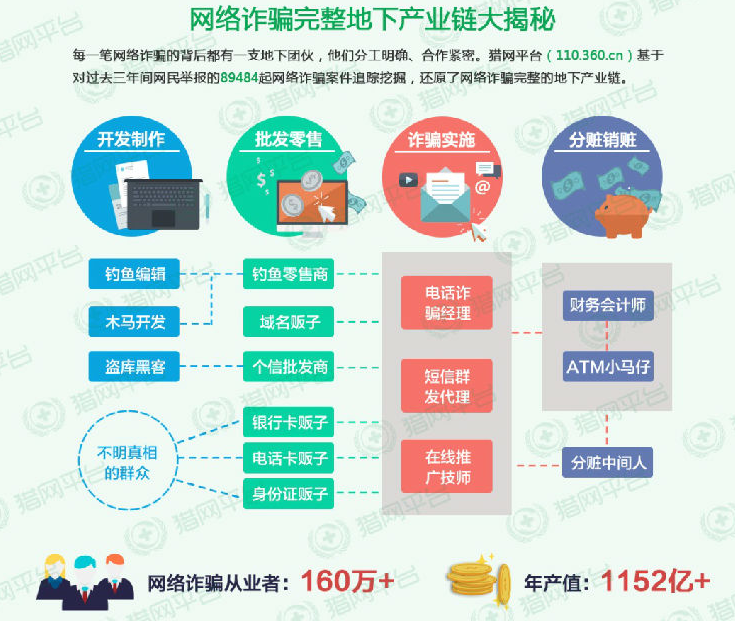 网络诈骗完整地下产业链大揭秘
每一笔网络诈骗的背后都有一支地下团伙，他们分工明确、合作紧密。猎网平台（110.360.cn）基于
对过去三年间网民举报的89484起网络诈骗案件追踪挖掘，还原了网络诈骗完整的地下产业链。
开发制作
批发零售
诈骗实施
分赃销赃
钓鱼编辑
木马开发
盗库黑客
不明真相
的群众
钓鱼零售商
域名贩子
个信批发商
银行卡贩子
电话卡贩子
身份证贩子
电话诈
骗经理
短信群
发代理
在线推
广技师
财务会计师
ATM小马仔
分赃中间人
网络诈骗从业者：160万+
年产值：1152亿+
猎网平台